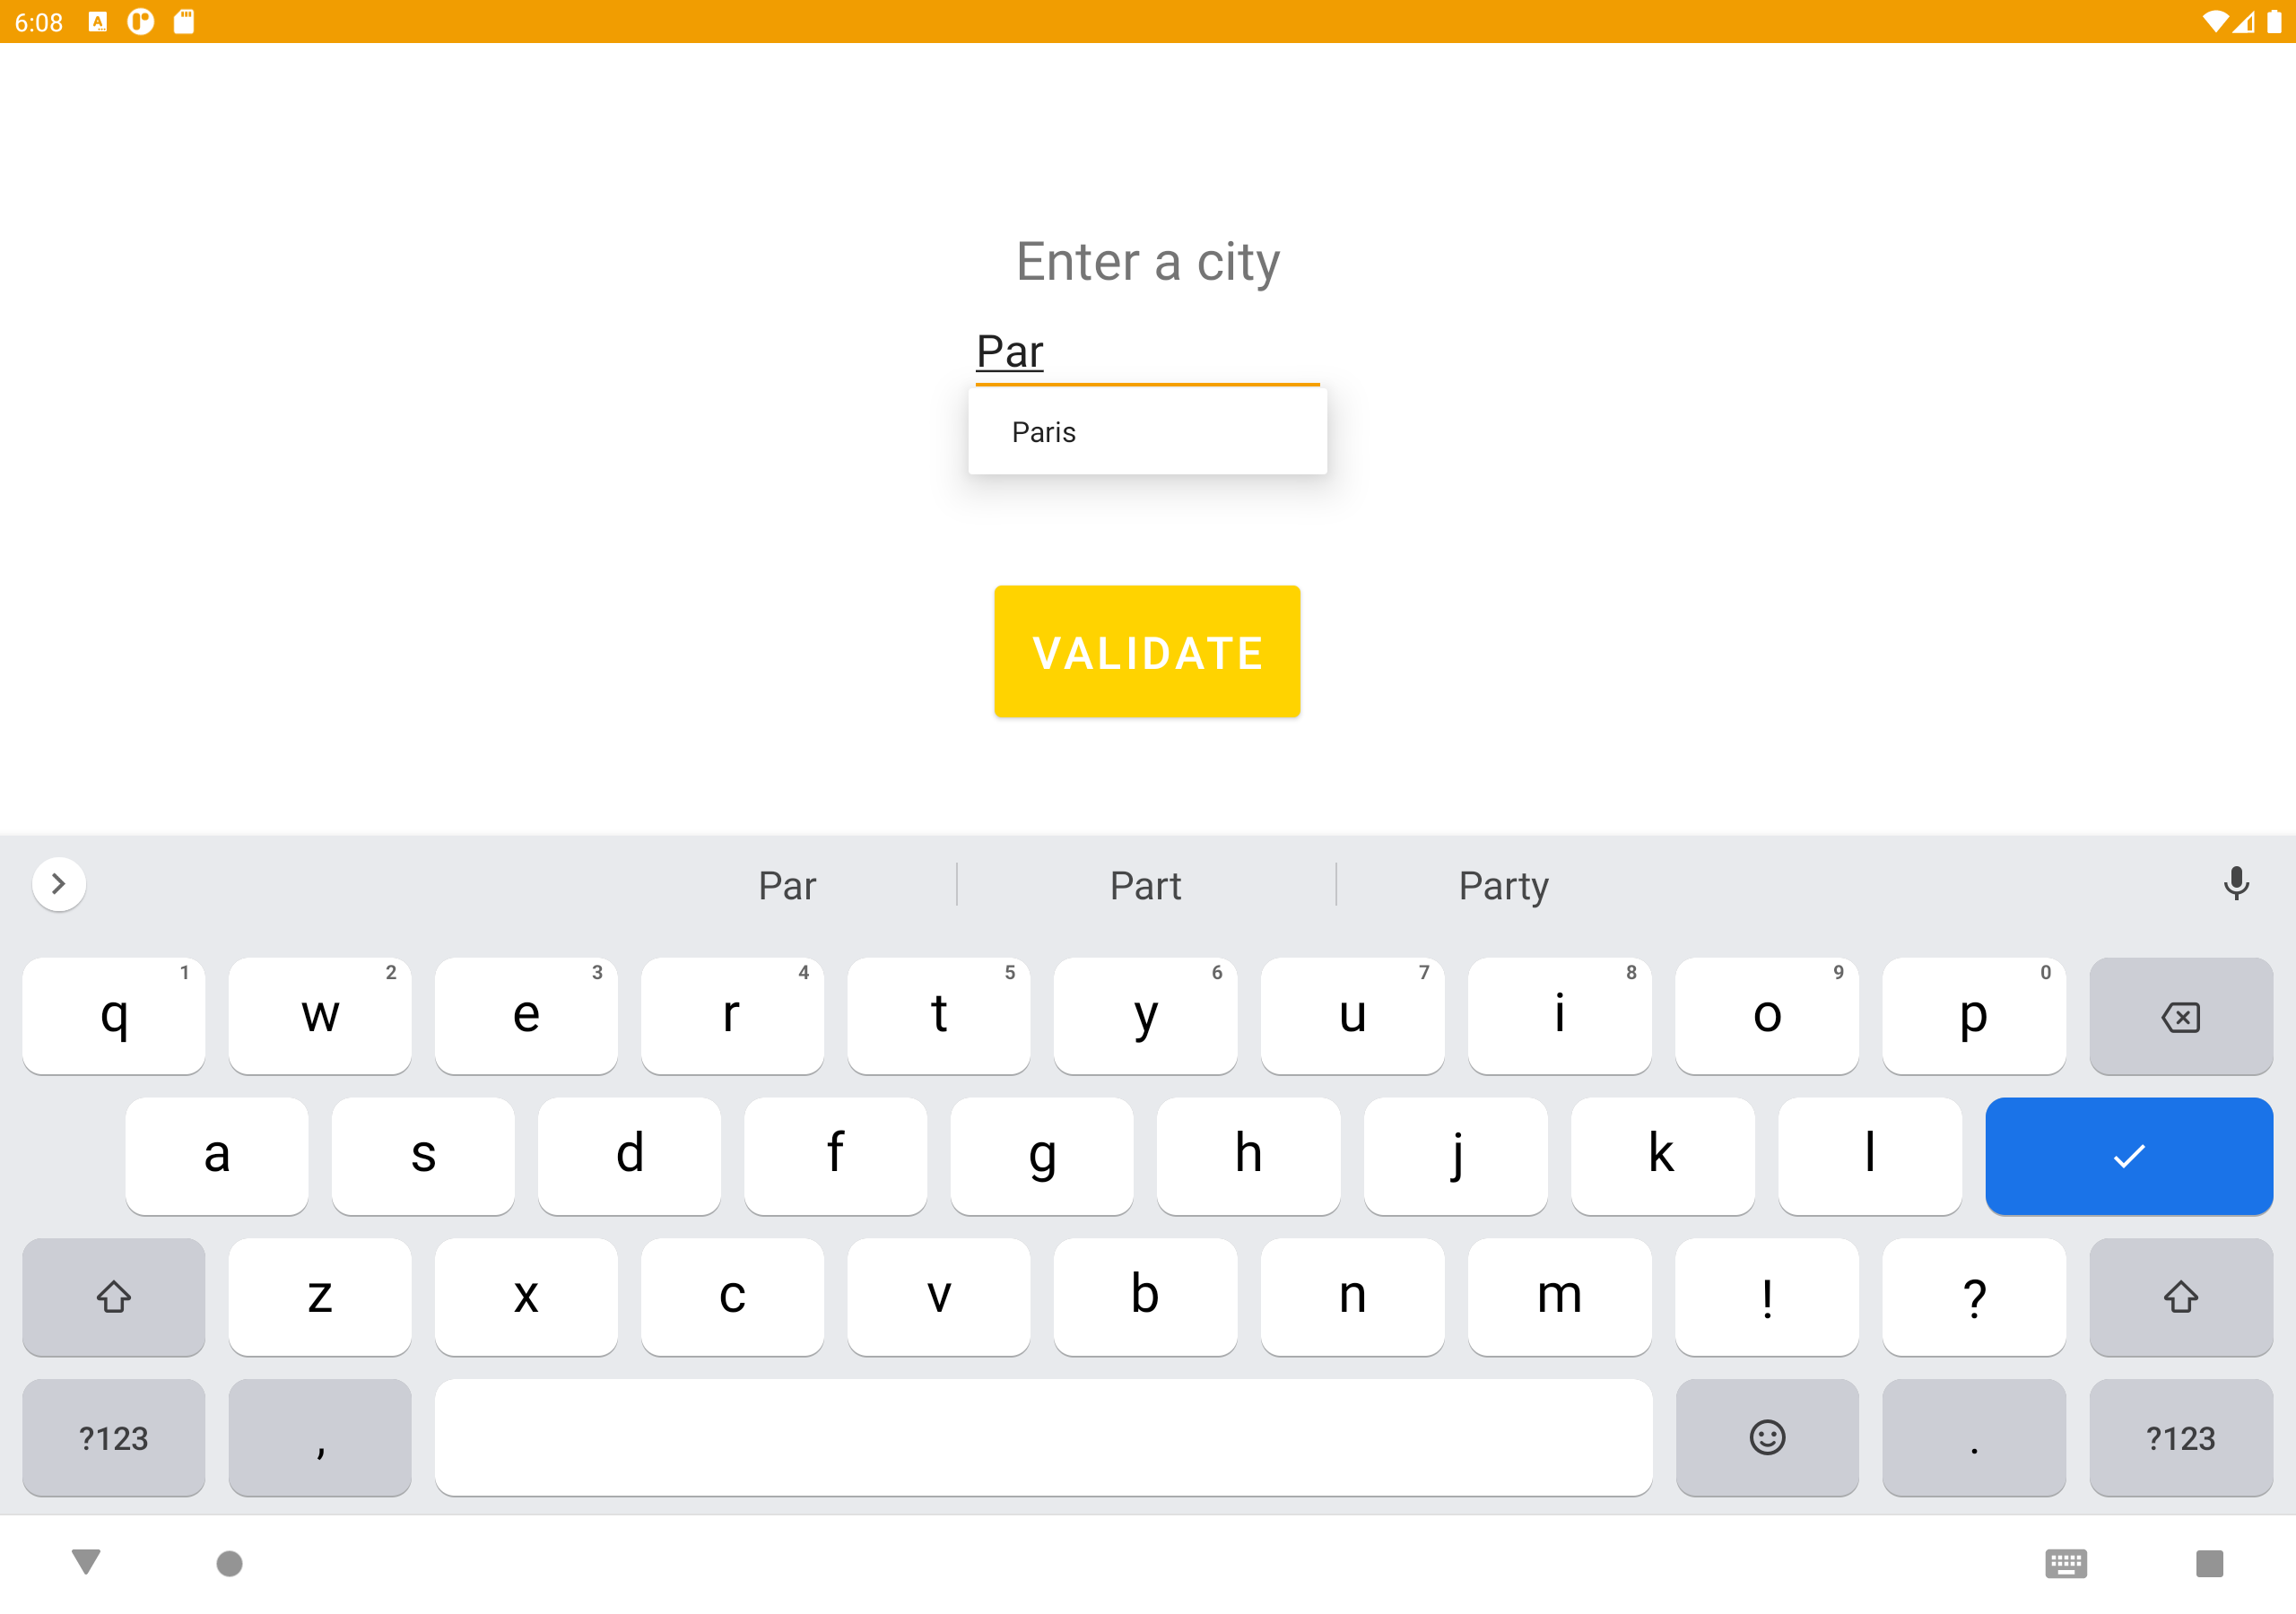 6:08
Enter a city
Par
Paris
VALIDATE
Par Part Party
q 1 w 2 e 3 r 4 t 5 y 6 u 7 i 8 o 9 p 0
a s d f g h j k l
z x c v b n m ! ?
?123 , . ?123